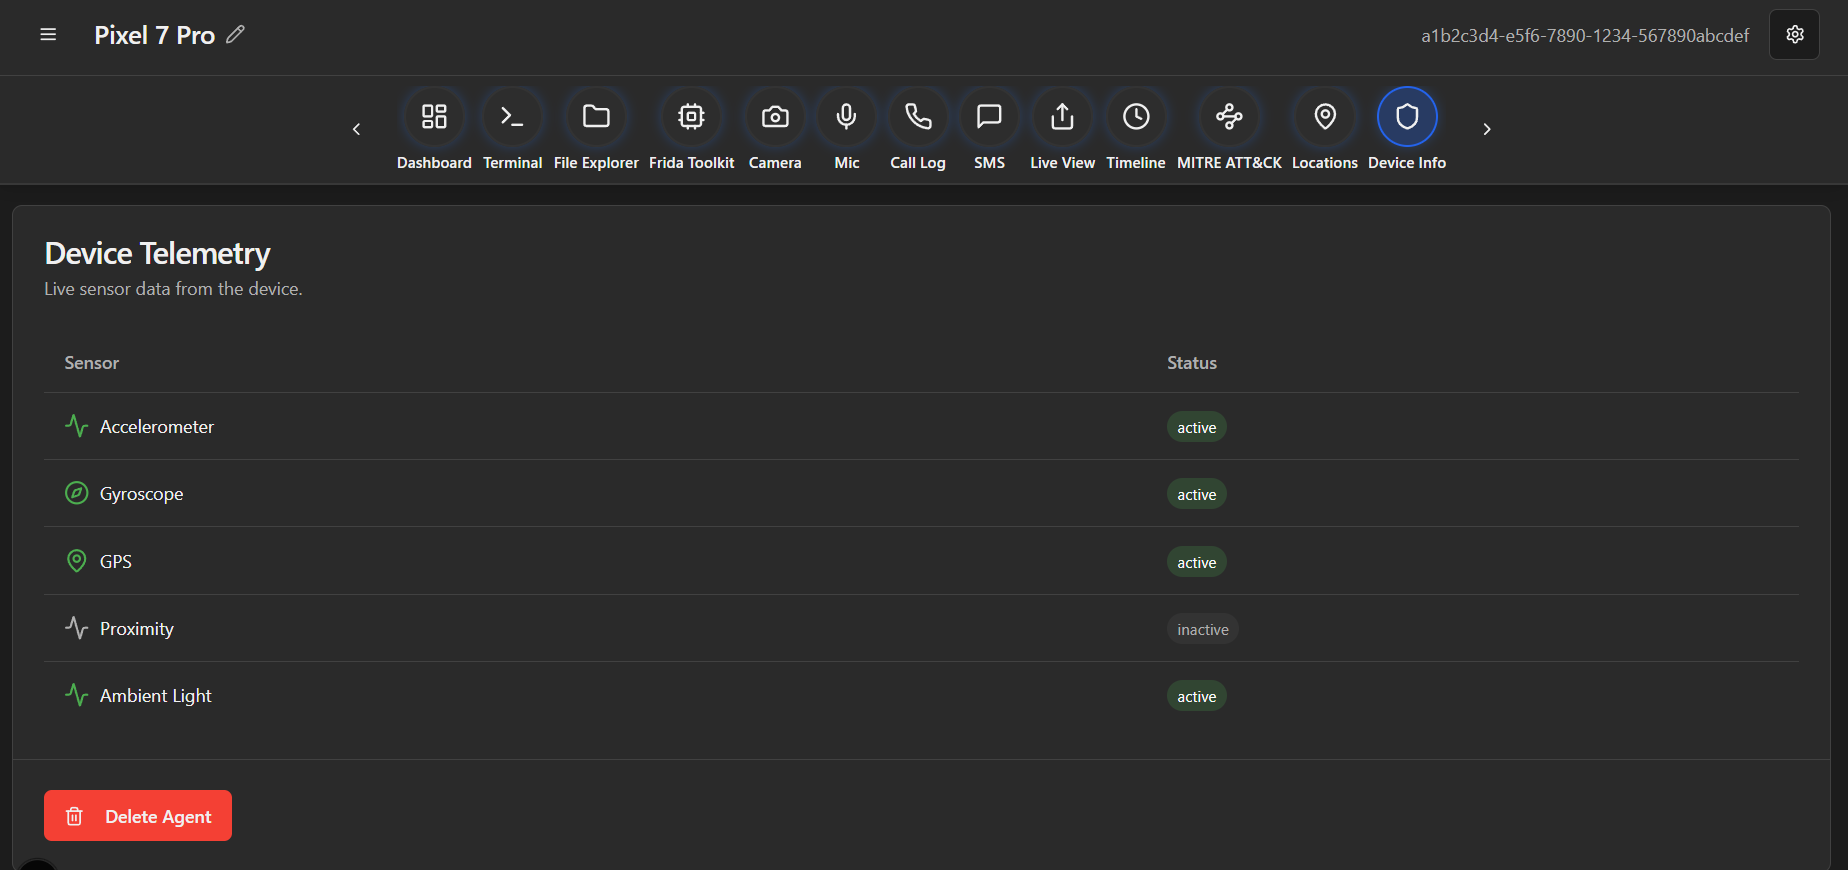 Pixel 7 Pro
a1b2c3d4-e5f6-7890-1234-567890abcdef
Dashboard
Terminal
File Explorer
Frida Toolkit
Camera
Mic
Call Log
SMS
Live View
Timeline
MITRE ATT&CK
Locations
Device Info
Device Telemetry
Live sensor data from the device.
Sensor Status
Accelerometer active
Gyroscope active
GPS active
Proximity inactive
Ambient Light active
Delete Agent